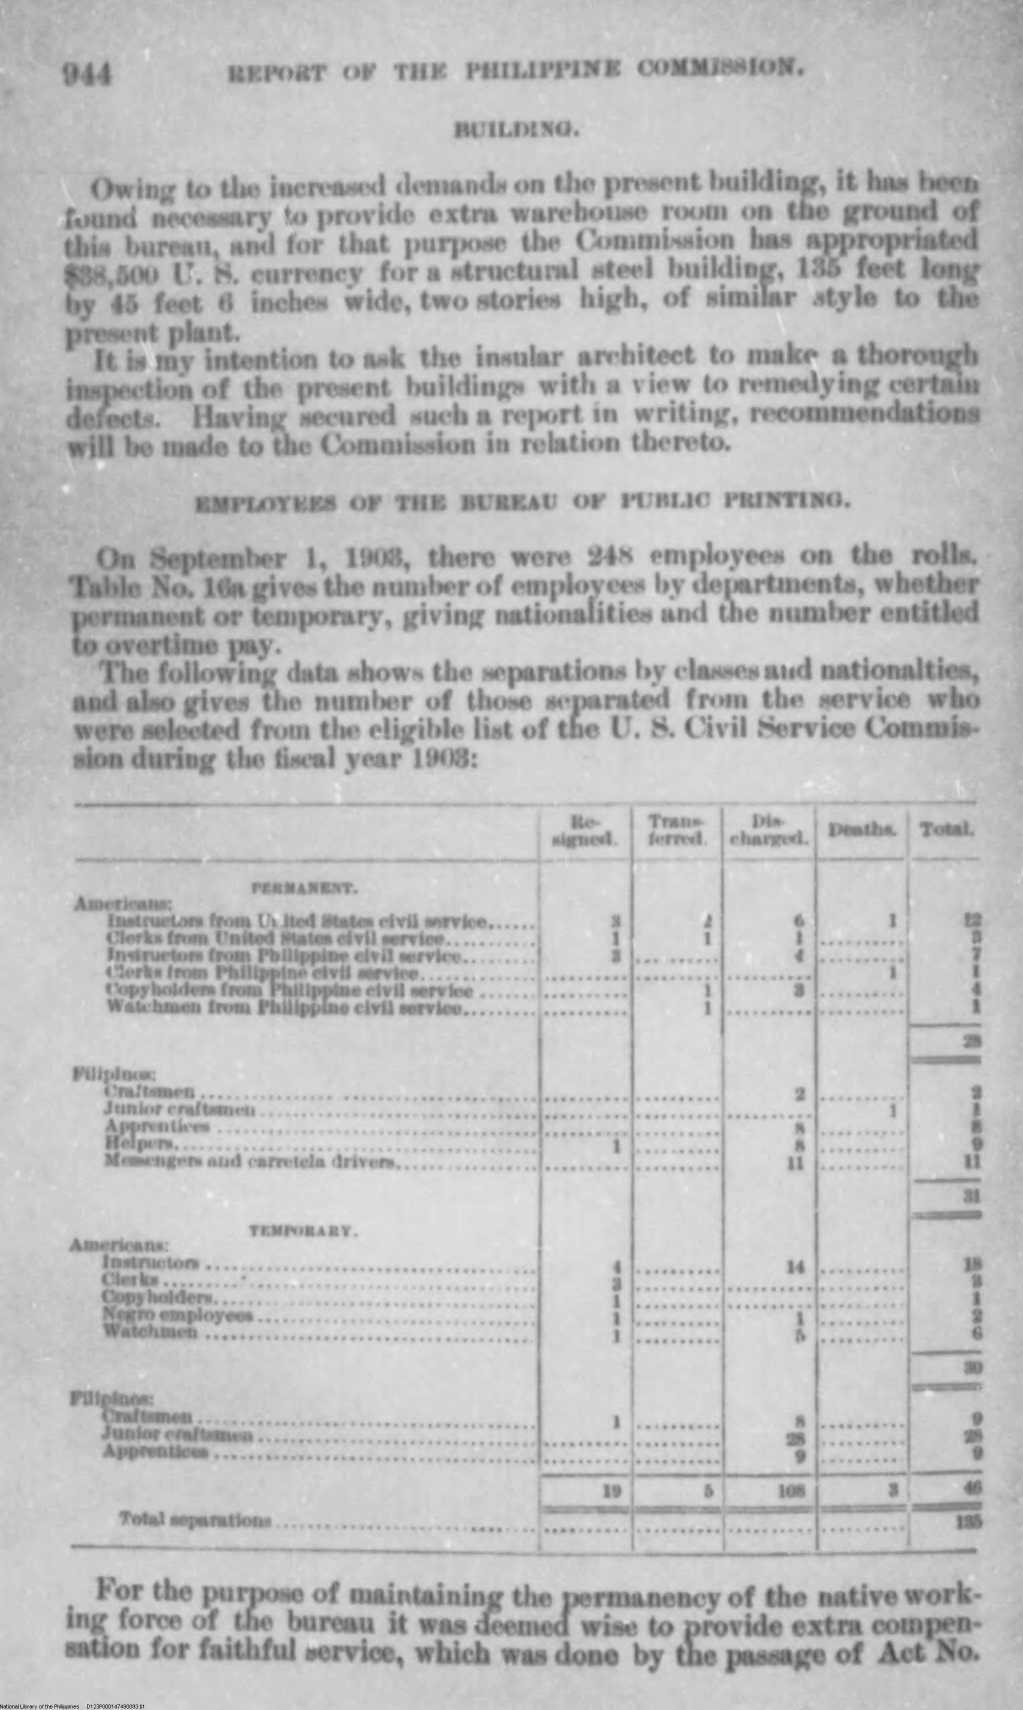 944 REPORT OF THE PHILIPPINE COMMISSION.
BUILDING.
Owing to the increased demands on the present building, it has been
found necessary to provide extra warehouse room on the ground of
this bureau, and for that purpose the Commission has appropriated
$38,500 U. S. currency for a structural steel building, 135 feet long
by 45 feet 6 inches wide, two stories high, of similar style to the
present plant.
It is my intention to ask the insular architect to make a thorough
inspection of the present buildings with a view to remedying certain
defects. Having secured such a report in writing, recommendations
will be made to the Commission in relation thereto.
EMPLOYEES OF THE BUREAU OF PUBLIC PRINTING.
On September 1, 1903, there were 248 employees on the rolls.
Table No. 16a gives the number of employees by departments, whether
permanent or temporary, giving nationalities and the number entitled
to overtime pay.
The following data shows the separations by classes and nationalties,
and also gives the number of those separated from the service who
were selected from the eligible list of the U. S. Civil Service Commis-
sion during the fiscal year 1903:
Re- Trans- Dis-
signed. ferred. charged. Deaths. Total.
PERMANENT.
Americans:
Instructors from United States civil service...... 3 2 6 1 12
Clerks from United States civil service........... 1 1 1 .......... 3
Instructors from Philippine civil service......... 3 .......... 4 .......... 7
Clerks from Philippine civil service.............. .......... .......... .......... 1 1
Copyholders from Philippine civil service ....... .......... 1 3 .......... 4
Watchmen from Philippine civil service......... .......... 1 .......... .......... 1
28
Filipinos:
Craftsmen .......... .......... .......... 2 .......... 2
Junior craftsmen .......... .......... .......... .......... 1 1
Apprentices .......... .......... .......... 8 .......... 8
Helpers.......... 1 .......... 8 .......... 9
Messengers and carretela drivers.......... .......... .......... 11 .......... 11
31
TEMPORARY.
Americans:
Instructors .......... 4 .......... 14 .......... 18
Clerks .......... 3 .......... .......... .......... 3
Copyholders.......... 1 .......... .......... .......... 1
Negro employees .......... 1 .......... 1 .......... 2
Watchmen .......... 1 .......... 5 .......... 6
30
Filipinos:
Craftsmen .......... 1 .......... 8 .......... 9
Junior craftsmen .......... .......... .......... 28 .......... 28
Apprentices .......... .......... .......... 9 .......... 9
19 5 108 3 46
Total separations .......... .......... .......... .......... .......... 135
For the purpose of maintaining the permanency of the native work-
ing force of the bureau it was deemed wise to provide extra compen-
sation for faithful service, which was done by the passage of Act No.